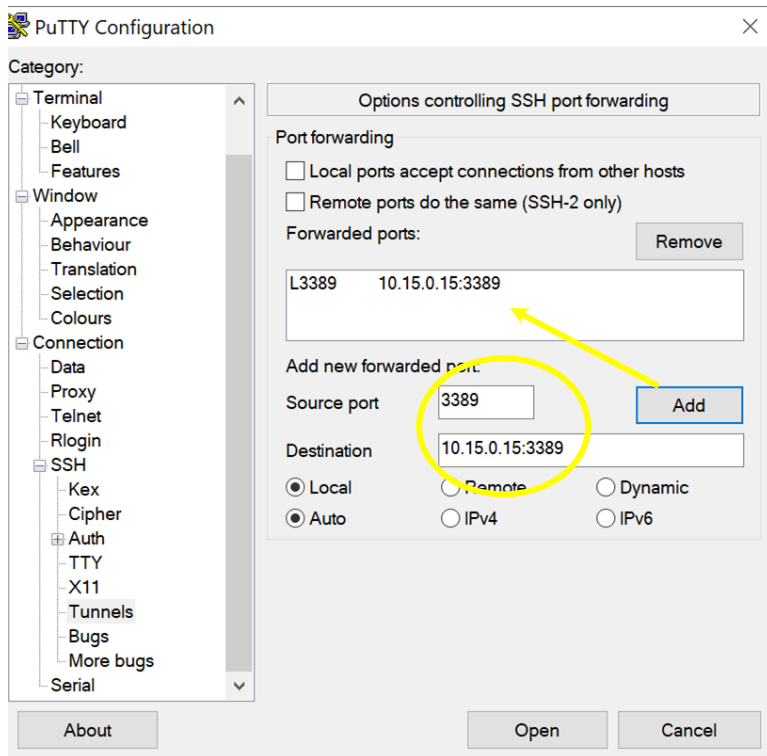 PuTTY Configuration
Category:
Terminal
Keyboard
Bell
Features
Window
Appearance
Behaviour
Translation
Selection
Colours
Connection
Data
Proxy
Telnet
Rlogin
SSH
Kex
Cipher
Auth
TTY
X11
Tunnels
Bugs
More bugs
Serial
Options controlling SSH port forwarding
Port forwarding
Local ports accept connections from other hosts
Remote ports do the same (SSH-2 only)
Forwarded ports:
Remove
L3389 10.15.0.15:3389
Add new forwarded port:
Source port 3389 Add
Destination 10.15.0.15:3389
Local Remote Dynamic
Auto IPv4 IPv6
About Open Cancel